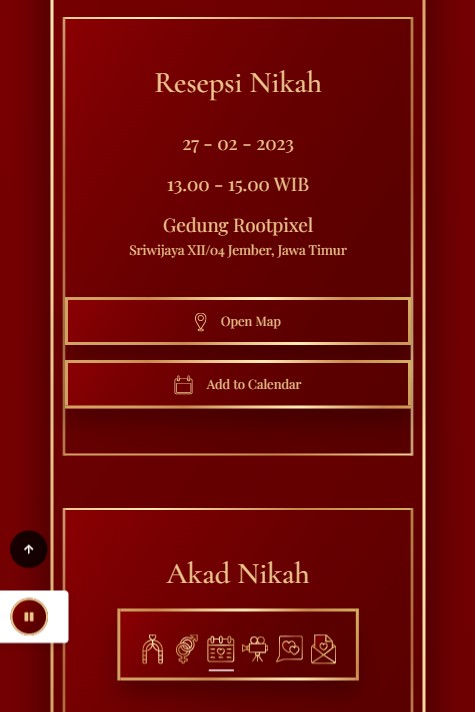 Resepsi Nikah
27 - 02 - 2023
13.00 - 15.00 WIB
Gedung Rootpixel
Sriwijaya XII/04 Jember, Jawa Timur
Open Map
Add to Calendar
Akad Nikah